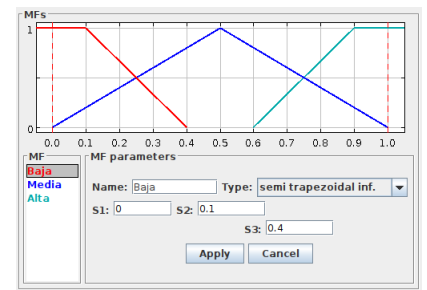 MFs
1
0
0.0 0.1 0.2 0.3 0.4 0.5 0.6 0.7 0.8 0.9 1.0
MF
Baja
Media
Alta
MF parameters
Name: Baja Type: semi trapezoidal inf.
S1: 0 S2: 0.1
S3: 0.4
Apply Cancel